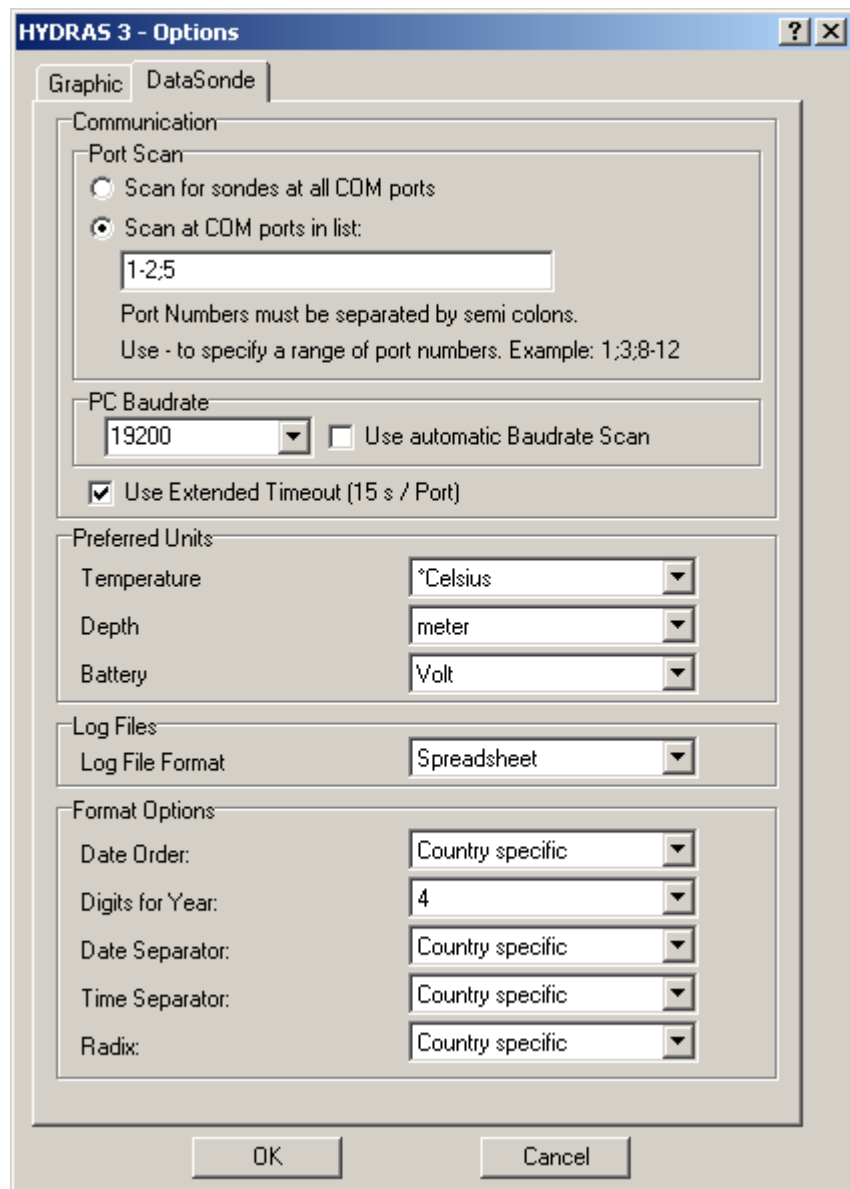 HYDRAS 3 - Options
Graphic DataSonde
Communication
Port Scan
Scan for sondes at all COM ports
Scan at COM ports in list:
1-2;5
Port Numbers must be separated by semi colons.
Use - to specify a range of port numbers. Example: 1;3;8-12
PC Baudrate
19200 Use automatic Baudrate Scan
Use Extended Timeout (15 s / Port)
Preferred Units
Temperature °Celsius
Depth meter
Battery Volt
Log Files
Log File Format Spreadsheet
Format Options
Date Order: Country specific
Digits for Year: 4
Date Separator: Country specific
Time Separator: Country specific
Radix: Country specific
OK Cancel